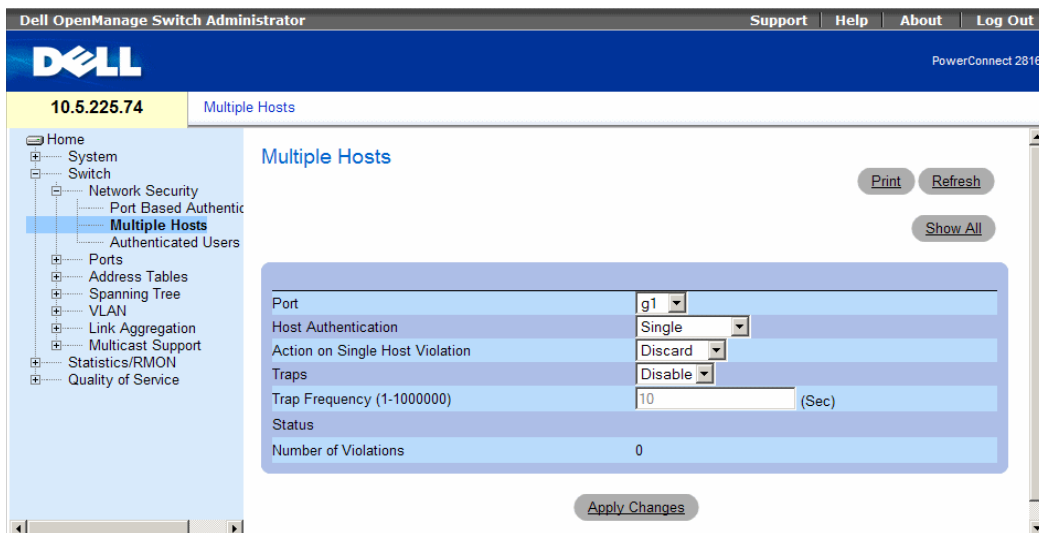 Dell OpenManage Switch Administrator
Support Help About Log Out
DELL
PowerConnect 2816
10.5.225.74
Multiple Hosts
Home
System
Switch
Network Security
Port Based Authentic
Multiple Hosts
Authenticated Users
Ports
Address Tables
Spanning Tree
VLAN
Link Aggregation
Multicast Support
Statistics/RMON
Quality of Service
Multiple Hosts
Print
Refresh
Show All
Port g1
Host Authentication Single
Action on Single Host Violation Discard
Traps Disable
Trap Frequency (1-1000000) 10 (Sec)
Status
Number of Violations 0
Apply Changes